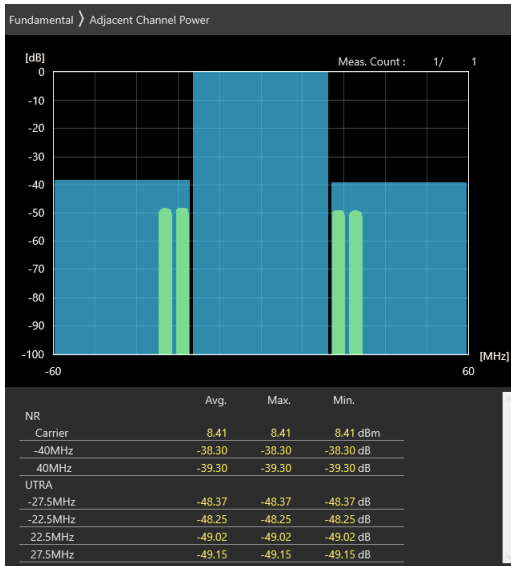 Fundamental 〉 Adjacent Channel Power
[dB]
Meas. Count : 1/ 1
0
-10
-20
-30
-40
-50
-60
-70
-80
-90
-100
[MHz]
-60 60
Avg. Max. Min.
NR
Carrier 8.41 8.41 8.41 dBm
-40MHz -38.30 -38.30 -38.30 dB
40MHz -39.30 -39.30 -39.30 dB
UTRA
-27.5MHz -48.37 -48.37 -48.37 dB
-22.5MHz -48.25 -48.25 -48.25 dB
22.5MHz -49.02 -49.02 -49.02 dB
27.5MHz -49.15 -49.15 -49.15 dB